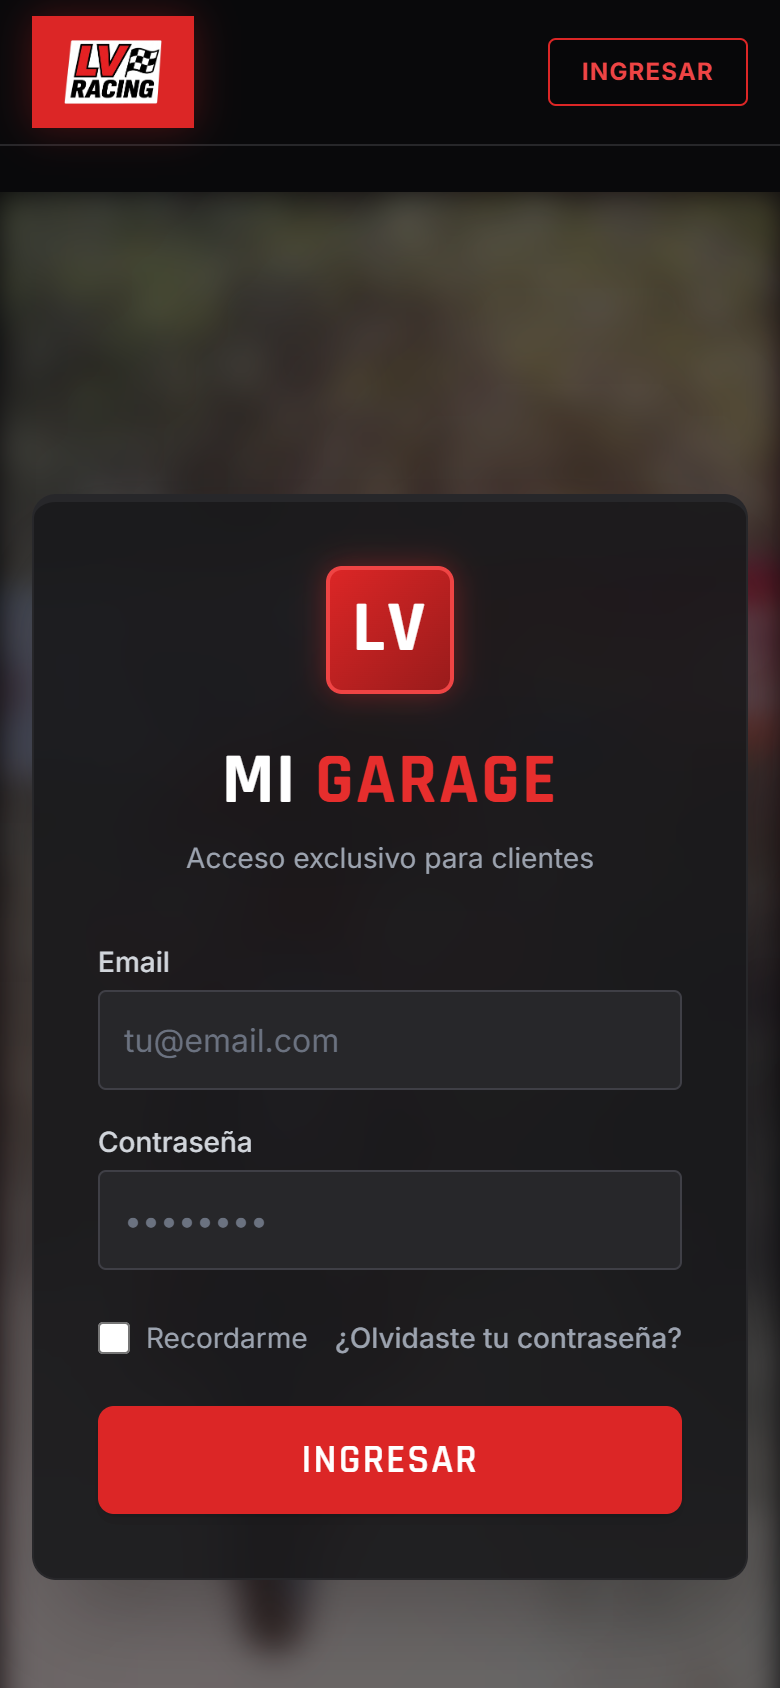 LV
RACING
INGRESAR
LV
MI GARAGE
Acceso exclusivo para clientes
Email
tu@email.com
Contraseña
••••••••
Recordarme ¿Olvidaste tu contraseña?
INGRESAR